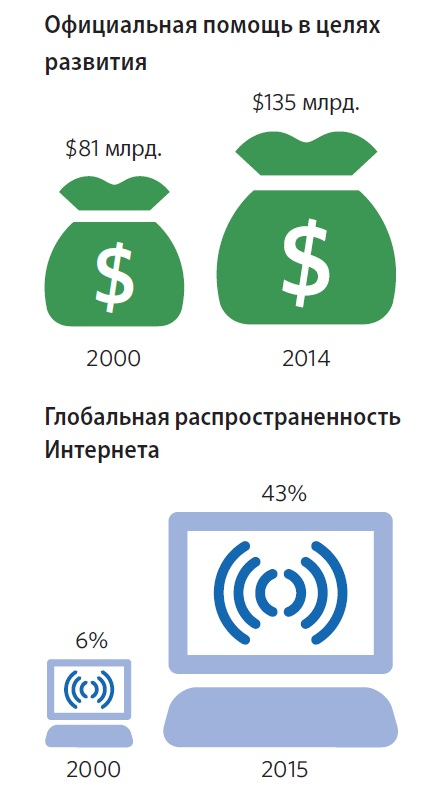 Официальная помощь в целях
развития
$135 млрд.
$81 млрд.
$
$
2000
2014
Глобальная распространенность
Интернета
43%
6%
2000
2015